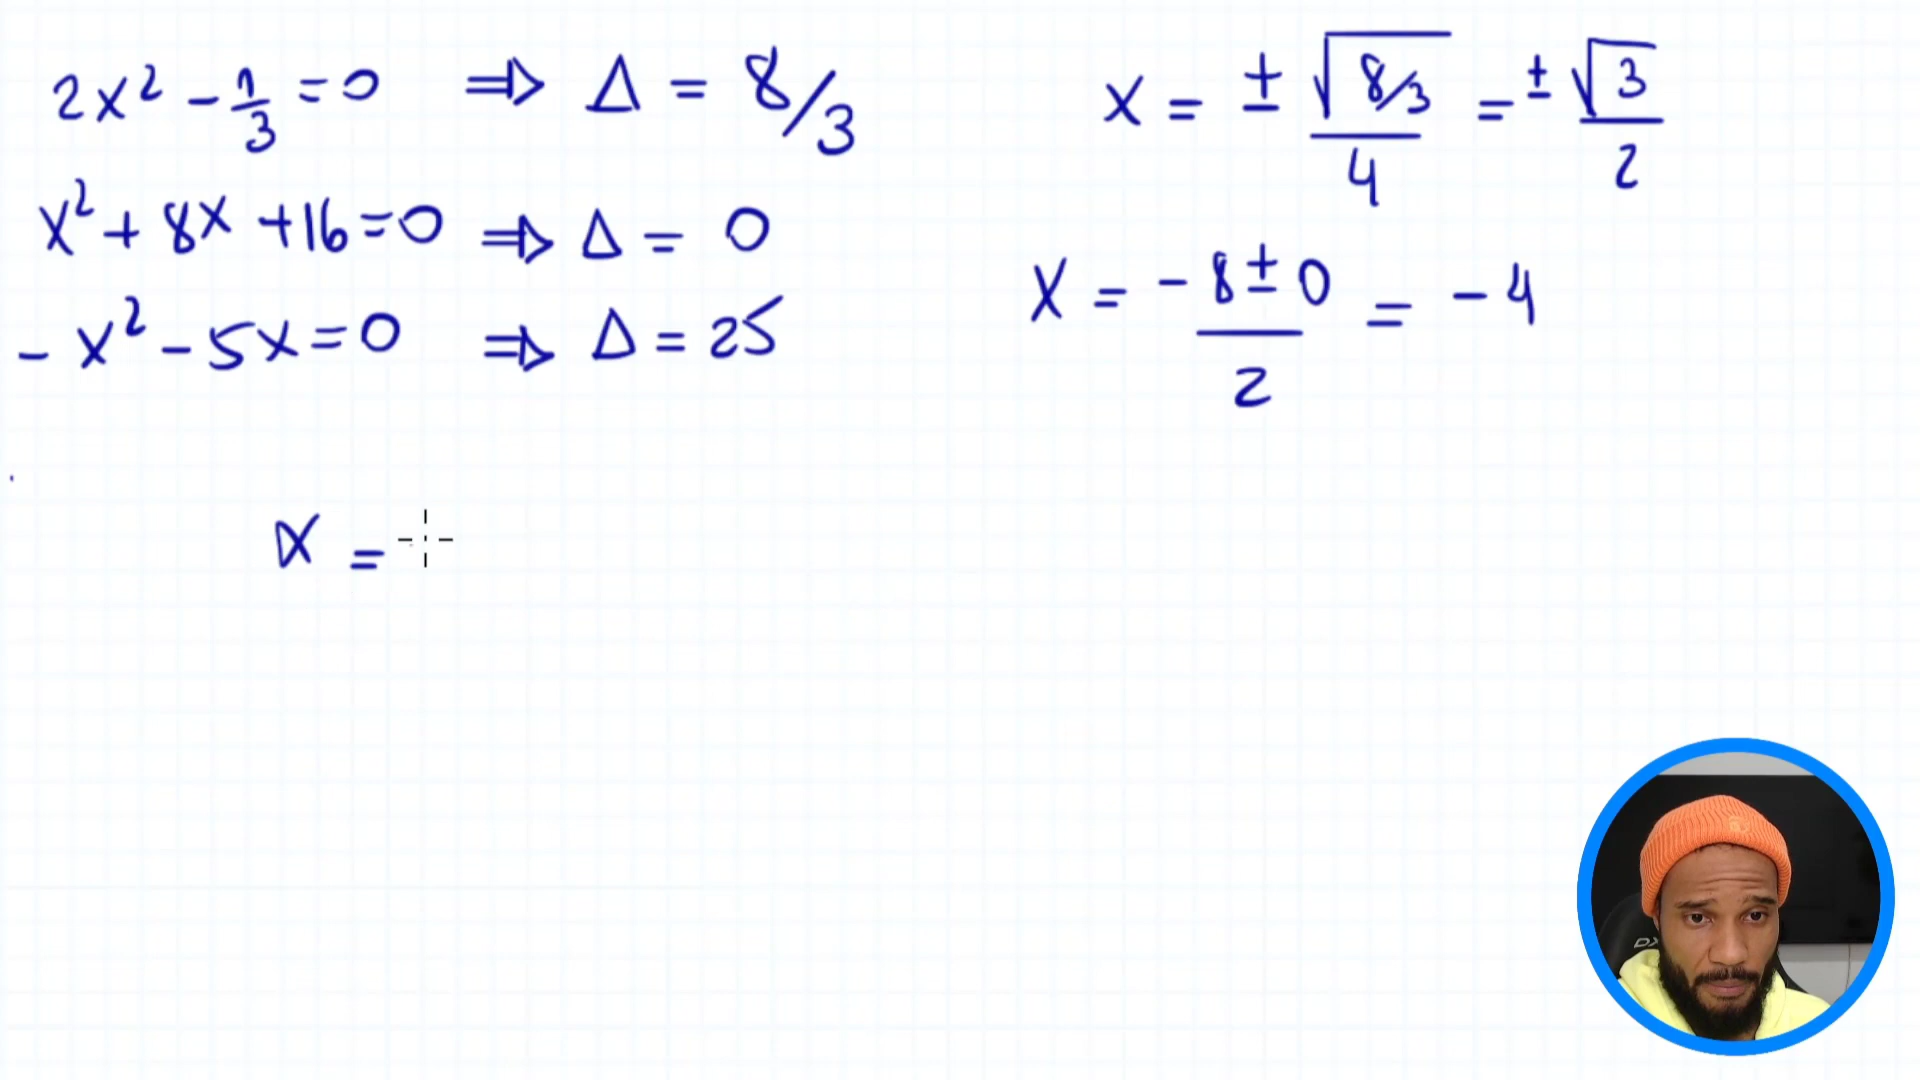 2x² - 1/3 = 0 ⇒ Δ = 8/3
x = ± √(8/3)/4 = ± √3/2
x² + 8x + 16 = 0 ⇒ Δ = 0
x = (-8 ± 0)/2 = -4
-x² - 5x = 0 ⇒ Δ = 25
x =
DX